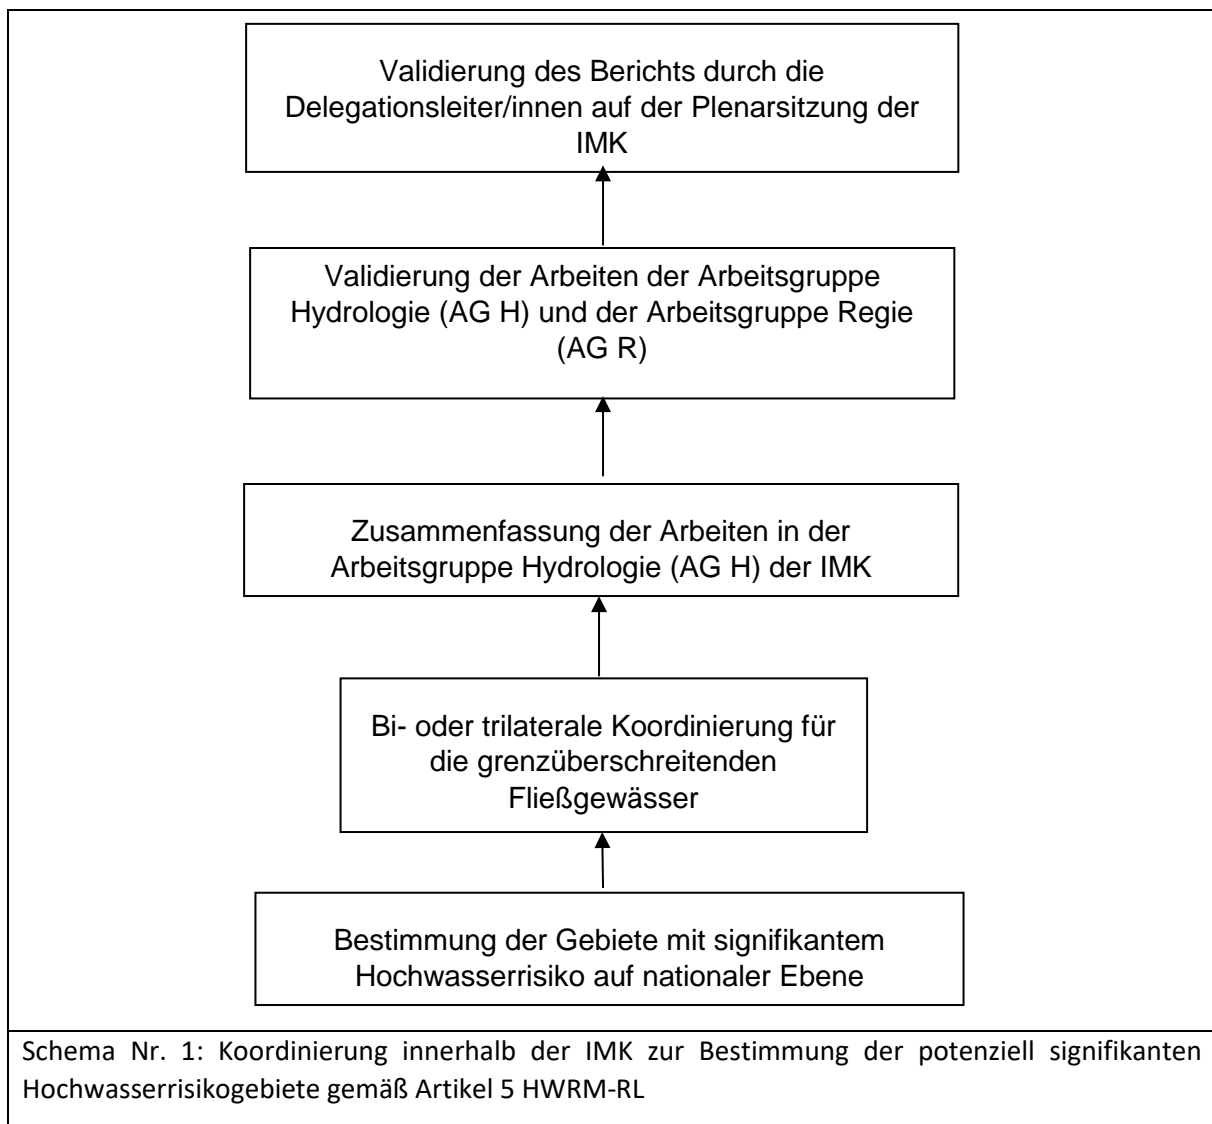 Validierung des Berichts durch die
Delegationsleiter/innen auf der Plenarsitzung der
IMK
Validierung der Arbeiten der Arbeitsgruppe
Hydrologie (AG H) und der Arbeitsgruppe Regie
(AG R)
Zusammenfassung der Arbeiten in der
Arbeitsgruppe Hydrologie (AG H) der IMK
Bi- oder trilaterale Koordinierung für
die grenzüberschreitenden
Fließgewässer
Bestimmung der Gebiete mit signifikantem
Hochwasserrisiko auf nationaler Ebene
Schema Nr. 1: Koordinierung innerhalb der IMK zur Bestimmung der potenziell signifikanten
Hochwasserrisikogebiete gemäß Artikel 5 HWRM-RL